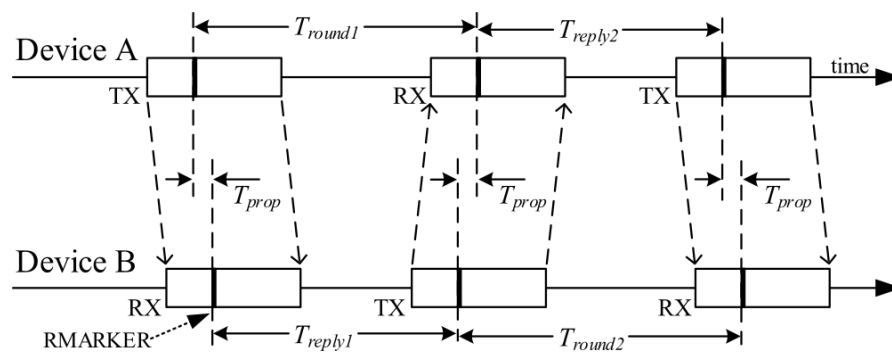 T_round1
T_reply2
Device A
time
TX
RX
TX
T_prop
T_prop
T_prop
Device B
RX
TX
RX
RMARKER
T_reply1
T_round2